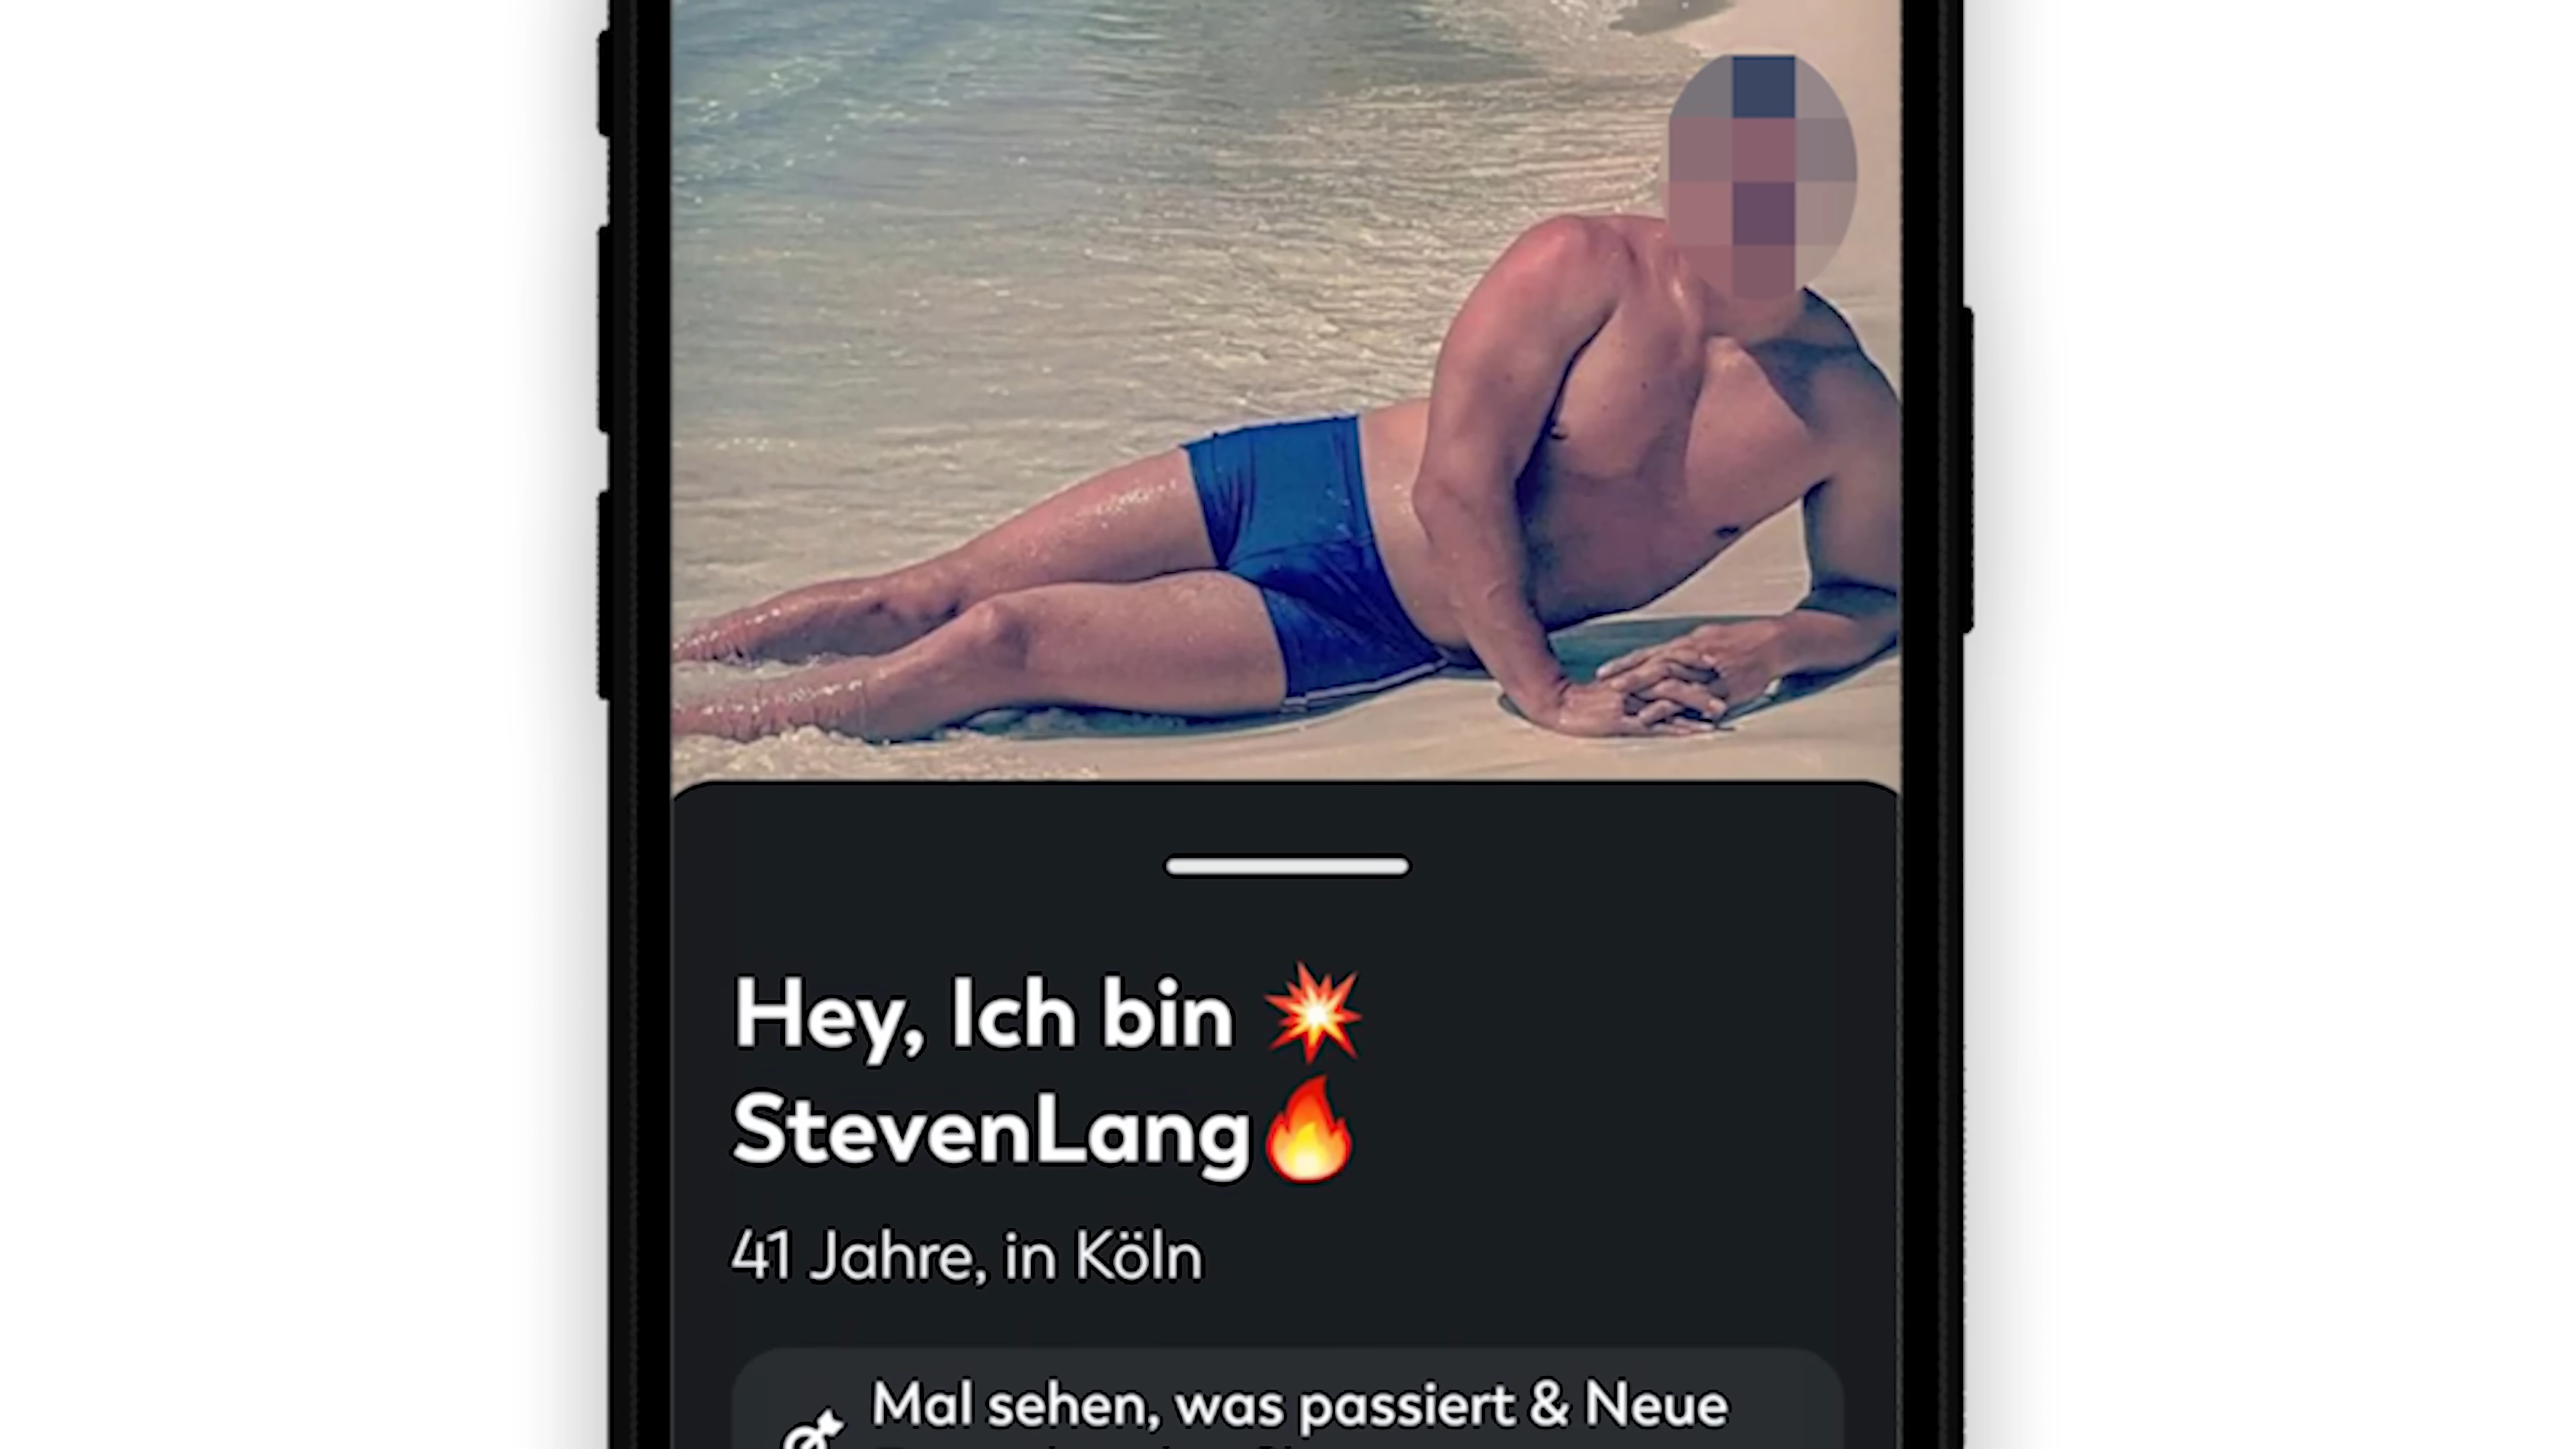 Hey, Ich bin 💥
StevenLang🔥
41 Jahre, in Köln
Mal sehen, was passiert & Neue